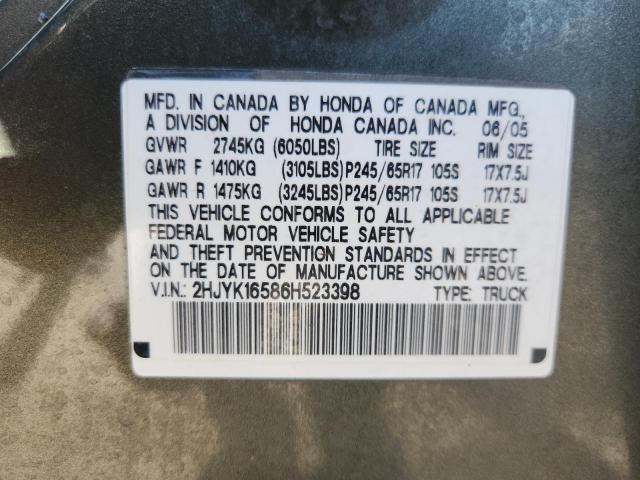 MFD. IN CANADA BY HONDA OF CANADA MFG.,
A DIVISION OF HONDA CANADA INC. 06/05
GVWR 2745KG (6050LBS) TIRE SIZE RIM SIZE
GAWR F 1410KG (3105LBS) P245/65R17 105S 17X7.5J
GAWR R 1475KG (3245LBS) P245/65R17 105S 17X7.5J
THIS VEHICLE CONFORMS TO ALL APPLICABLE
FEDERAL MOTOR VEHICLE SAFETY
AND THEFT PREVENTION STANDARDS IN EFFECT
ON THE DATE OF MANUFACTURE SHOWN ABOVE.
V.I.N.: 2HJYK16586H523398 TYPE: TRUCK